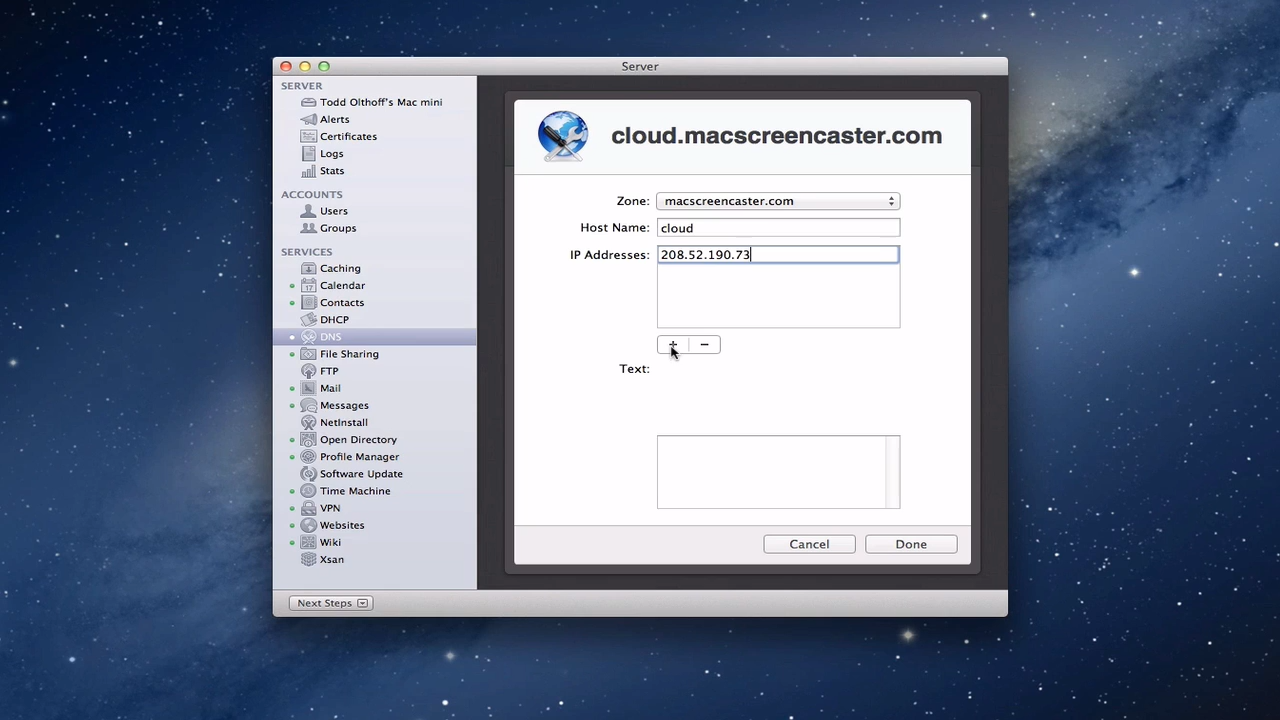 Server
SERVER
Todd Olthoff's Mac mini
Alerts
Certificates
Logs
Stats
ACCOUNTS
Users
Groups
SERVICES
Caching
Calendar
17
Contacts
DHCP
DNS
File Sharing
FTP
Mail
Messages
NetInstall
Open Directory
Profile Manager
Software Update
Time Machine
VPN
Websites
Wiki
Xsan
Next Steps
cloud.macscreencaster.com
Zone: macscreencaster.com
Host Name: cloud
IP Addresses: 208.52.190.73
+ −
Text:
Cancel Done